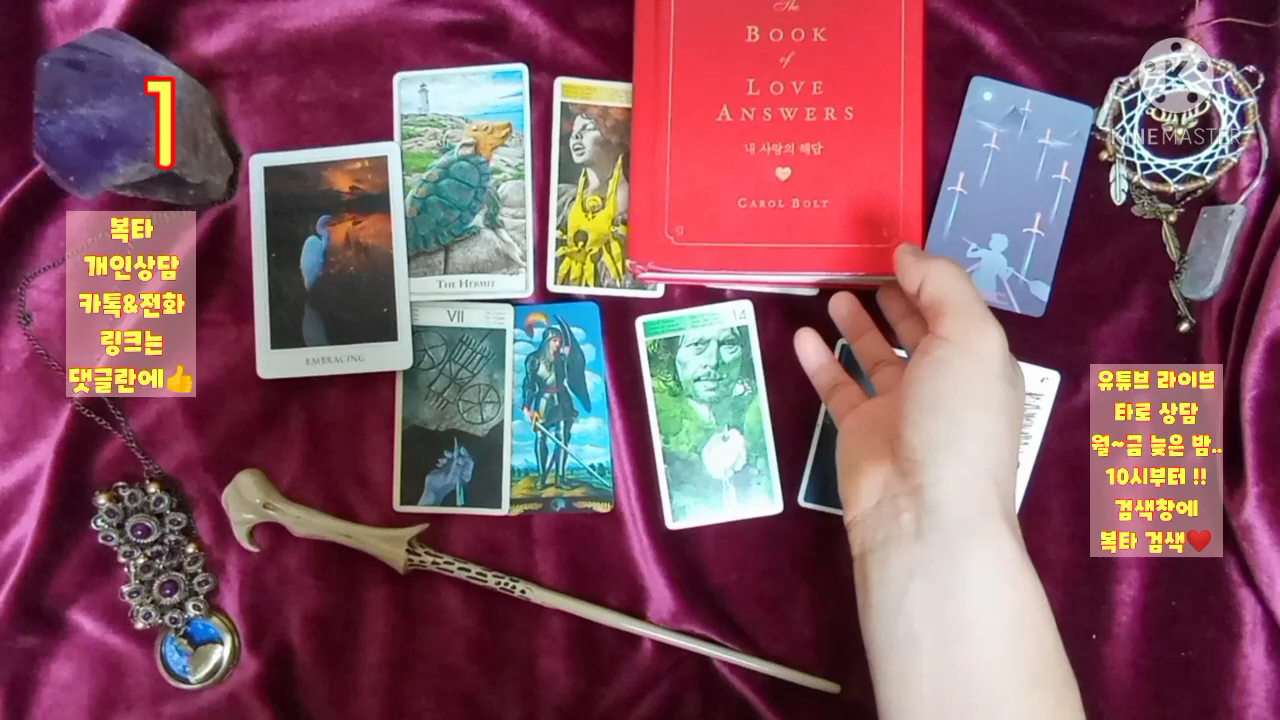 1
복타
개인상담
카톡&전화
링크는
댓글란에👍
EMBRACING
THE HERMIT
VII
The
BOOK
of
LOVE
ANSWERS
내 사랑의 해답
CAROL BOLT
14
KINEMASTER
유튜브 라이브
타로 상담
월~금 늦은 밤..
10시부터 !!
검색창에
복타 검색❤️